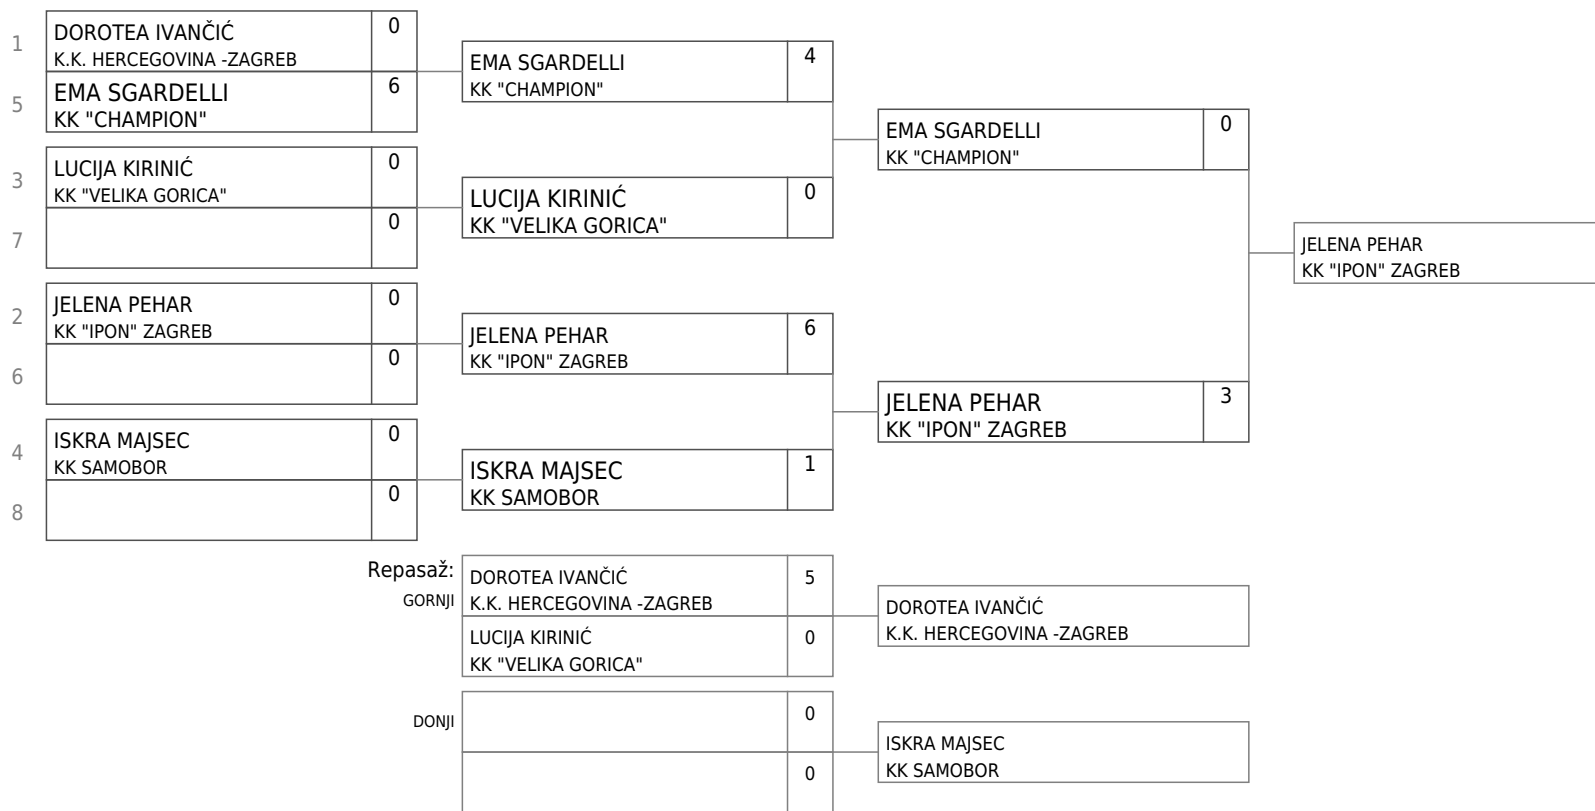 1
DOROTEA IVANČIĆ
K.K. HERCEGOVINA -ZAGREB
0
5
EMA SGARDELLI
KK "CHAMPION"
6
3
LUCIJA KIRINIĆ
KK "VELIKA GORICA"
0
7
0
2
JELENA PEHAR
KK "IPON" ZAGREB
0
6
0
4
ISKRA MAJSEC
KK SAMOBOR
0
8
0
EMA SGARDELLI
KK "CHAMPION"
4
LUCIJA KIRINIĆ
KK "VELIKA GORICA"
0
JELENA PEHAR
KK "IPON" ZAGREB
6
ISKRA MAJSEC
KK SAMOBOR
1
EMA SGARDELLI
KK "CHAMPION"
0
JELENA PEHAR
KK "IPON" ZAGREB
3
JELENA PEHAR
KK "IPON" ZAGREB
Repasaž:
GORNJI
DOROTEA IVANČIĆ
K.K. HERCEGOVINA -ZAGREB
5
LUCIJA KIRINIĆ
KK "VELIKA GORICA"
0
DOROTEA IVANČIĆ
K.K. HERCEGOVINA -ZAGREB
DONJI
0
0
ISKRA MAJSEC
KK SAMOBOR